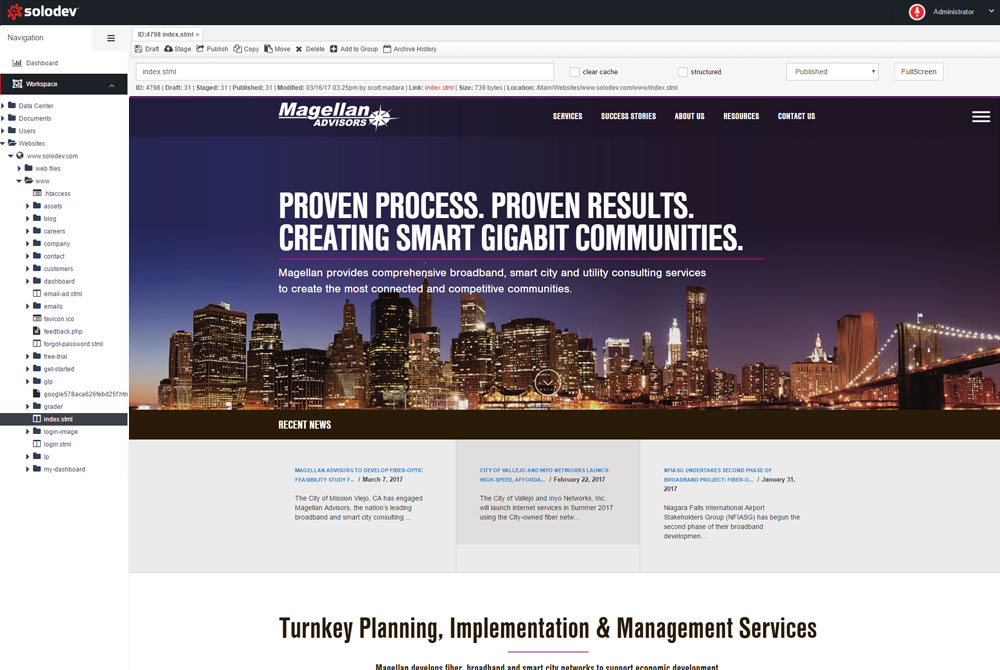 solodev
Administrator
Navigation
Dashboard
Workspace
Data Center
Documents
Users
Websites
www.solodev.com
web files
www
.htaccess
assets
blog
careers
company
contact
customers
dashboard
email-ad.stml
emails
favicon.ico
feedback.php
forgot-password.stml
free-trial
get-started
glp
google578aca626febd25f.htm
grader
index.stml
login-image
login.stml
lp
my-dashboard
ID:4798 index.stml ×
Draft Stage Publish Copy Move Delete Add to Group Archive History
index.stml clear cache structured Published FullScreen
ID: 4798 | Draft: 31 | Staged: 31 | Published: 31 | Modified: 03/16/17 03:25pm by scott.madara | Link: index.stml | Size: 739 bytes | Location: /Main/Websites/www.solodev.com/www/index.stml
Magellan
ADVISORS
SERVICES SUCCESS STORIES ABOUT US RESOURCES CONTACT US
PROVEN PROCESS. PROVEN RESULTS.
CREATING SMART GIGABIT COMMUNITIES.
Magellan provides comprehensive broadband, smart city and utility consulting services
to create the most connected and competitive communities.
RECENT NEWS
MAGELLAN ADVISORS TO DEVELOP FIBER-OPTIC
FEASIBILITY STUDY F... / March 7, 2017
The City of Mission Viejo, CA has engaged
Magellan Advisors, the nation's leading
broadband and smart city consulting ...
CITY OF VALLEJO AND INYO NETWORKS LAUNCH
HIGH-SPEED, AFFORDA... / February 22, 2017
The City of Vallejo and Inyo Networks, Inc.
will launch internet services in Summer 2017
using the City-owned fiber netw...
NFIASG UNDERTAKES SECOND PHASE OF
BROADBAND PROJECT: FIBER-O... / January 31,
2017
Niagara Falls International Airport
Stakeholders Group (NFIASG) has begun the
second phase of their broadband
developmen...
Turnkey Planning, Implementation & Management Services
Magellan develops fiber, broadband and smart city networks to support economic development,